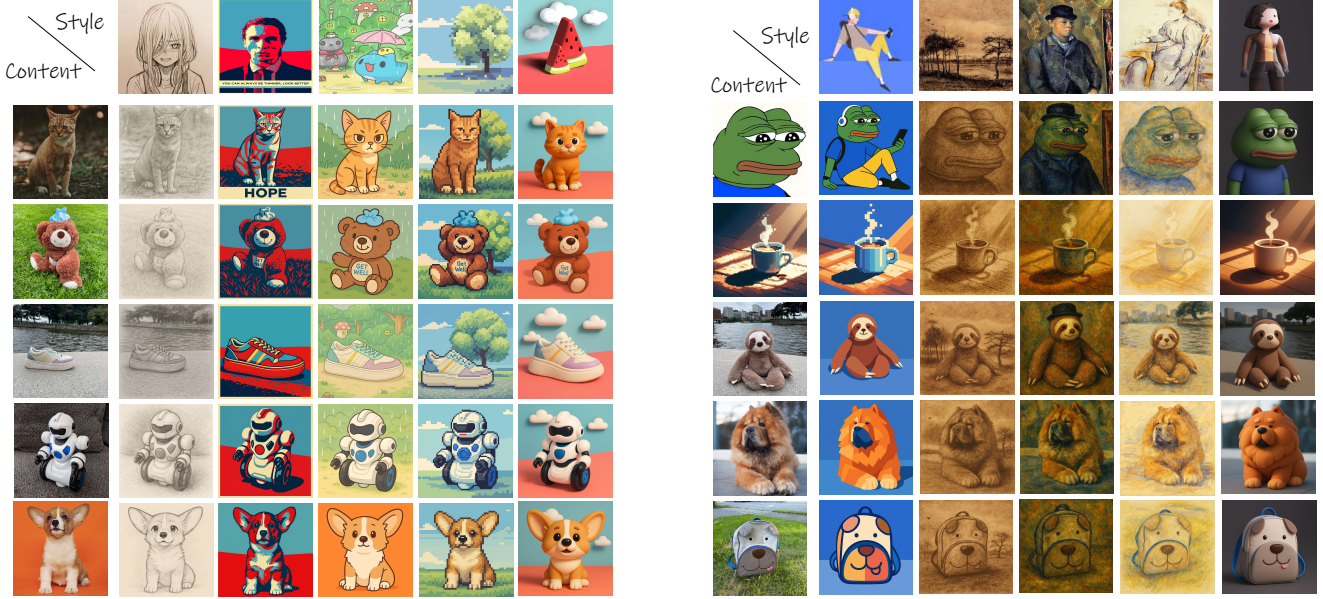 Style
Content
YOU CAN ALWAYS BE THINNER, LOOK BETTER
Style
Content
HOPE
GET
WELL
Get
Well
Get
Well